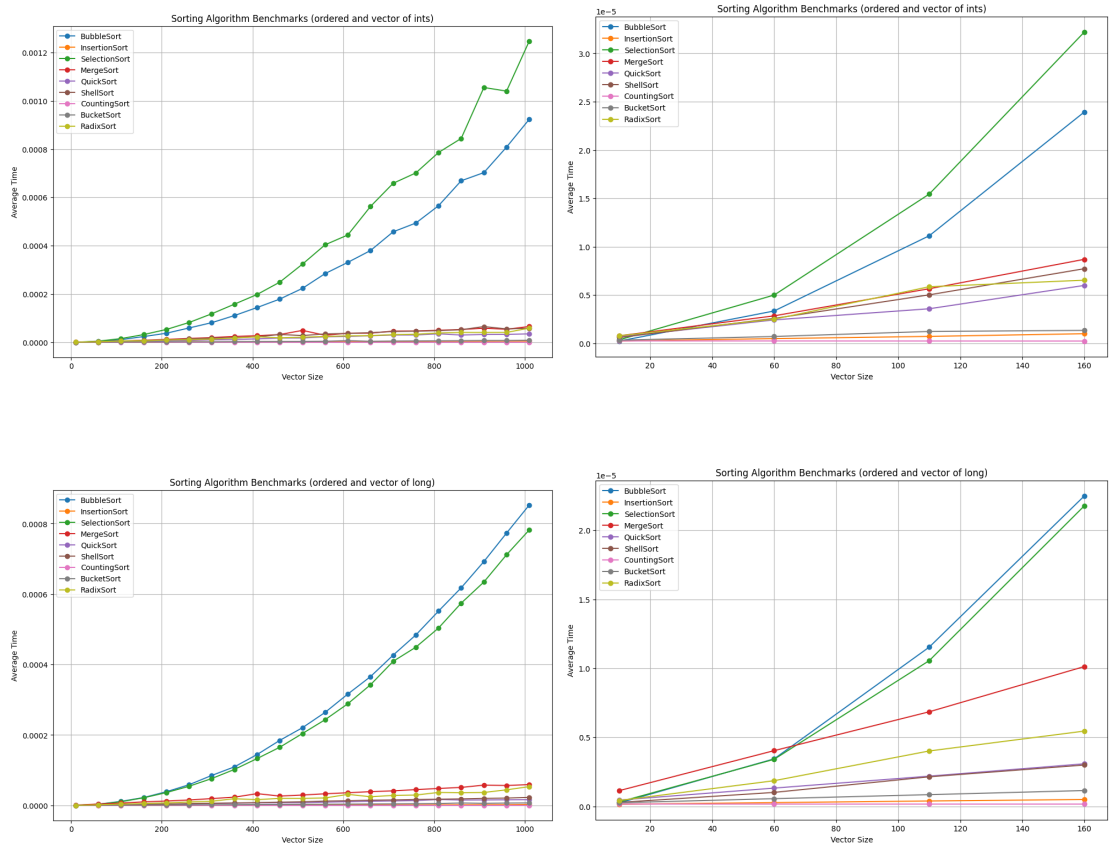 Sorting Algorithm Benchmarks (ordered and vector of ints)
BubbleSort
InsertionSort
SelectionSort
MergeSort
QuickSort
ShellSort
CountingSort
BucketSort
RadixSort
0.0012
0.0010
0.0008
0.0006
0.0004
0.0002
0.0000
Average Time
0 200 400 600 800 1000
Vector Size
Sorting Algorithm Benchmarks (ordered and vector of ints)
1e−5
BubbleSort
InsertionSort
SelectionSort
MergeSort
QuickSort
ShellSort
CountingSort
BucketSort
RadixSort
3.0
2.5
2.0
1.5
1.0
0.5
0.0
Average Time
20 40 60 80 100 120 140 160
Vector Size
Sorting Algorithm Benchmarks (ordered and vector of long)
BubbleSort
InsertionSort
SelectionSort
MergeSort
QuickSort
ShellSort
CountingSort
BucketSort
RadixSort
0.0008
0.0006
0.0004
0.0002
0.0000
Average Time
0 200 400 600 800 1000
Vector Size
Sorting Algorithm Benchmarks (ordered and vector of long)
1e−5
BubbleSort
InsertionSort
SelectionSort
MergeSort
QuickSort
ShellSort
CountingSort
BucketSort
RadixSort
2.0
1.5
1.0
0.5
0.0
Average Time
20 40 60 80 100 120 140 160
Vector Size